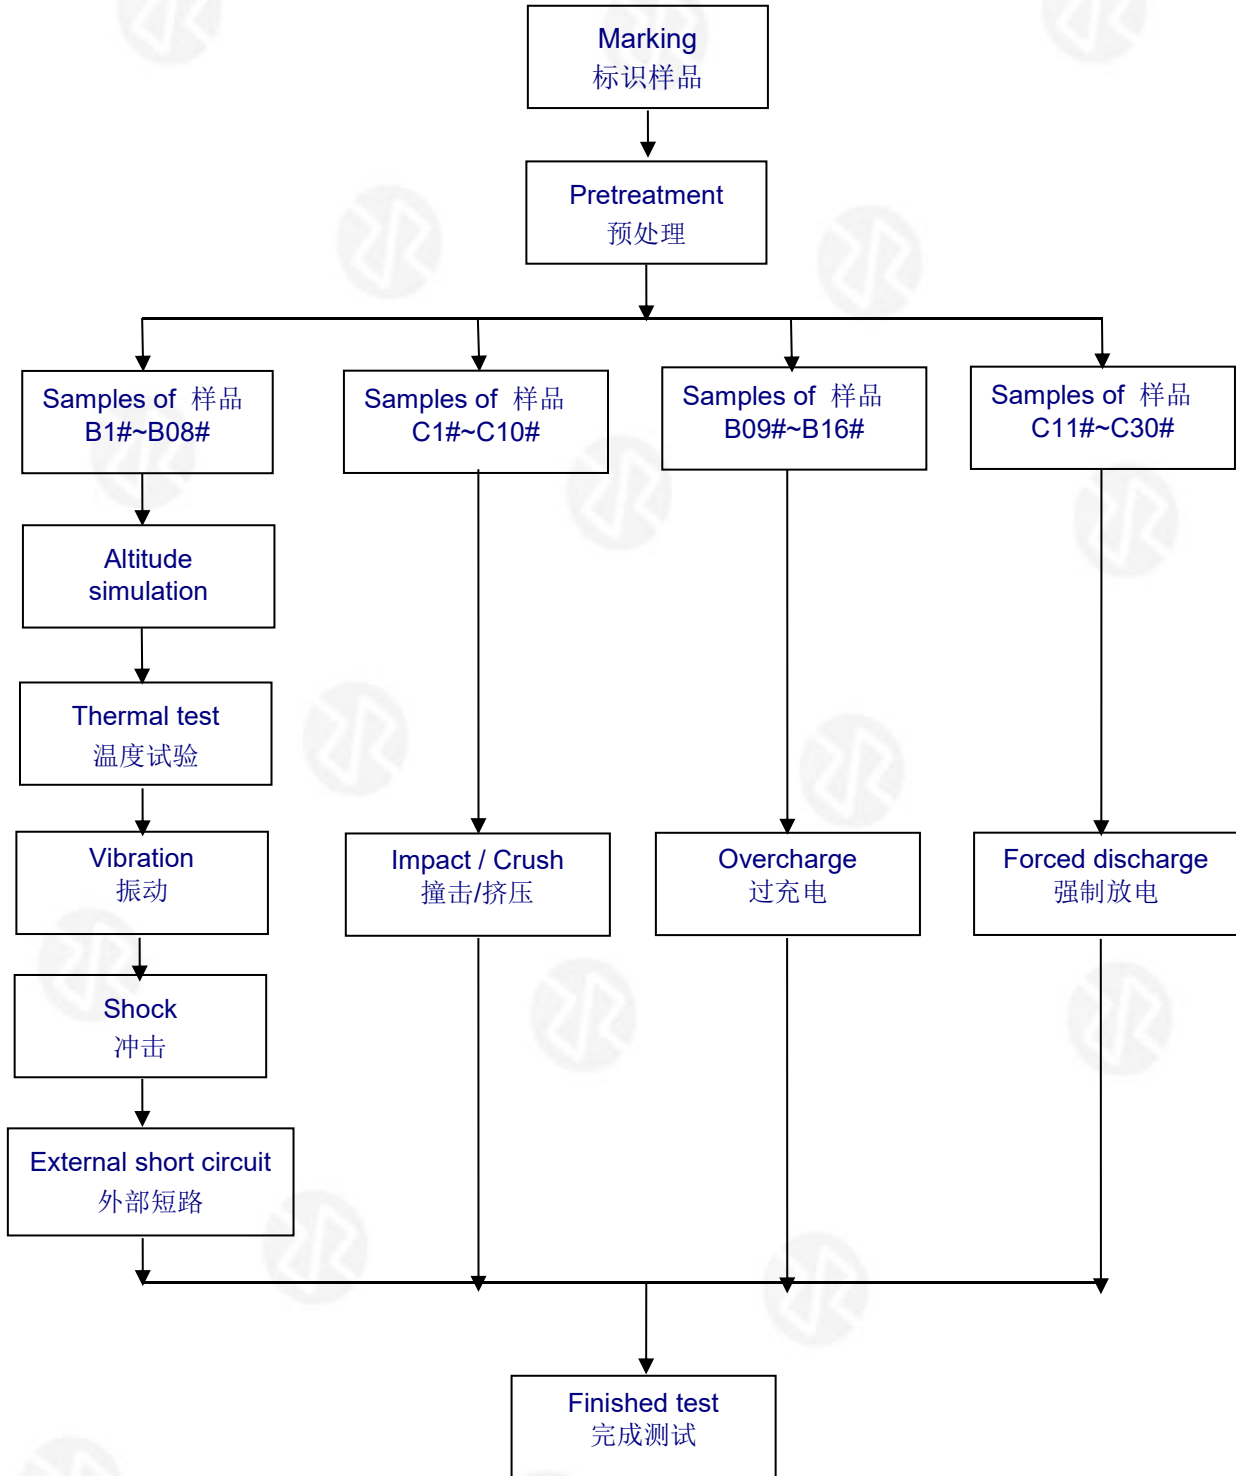 Marking
标识样品
Pretreatment
预处理
Samples of 样品
B1#~B08#
Samples of 样品
C1#~C10#
Samples of 样品
B09#~B16#
Samples of 样品
C11#~C30#
Altitude
simulation
Thermal test
温度试验
Vibration
振动
Impact / Crush
撞击/挤压
Overcharge
过充电
Forced discharge
强制放电
Shock
冲击
External short circuit
外部短路
Finished test
完成测试